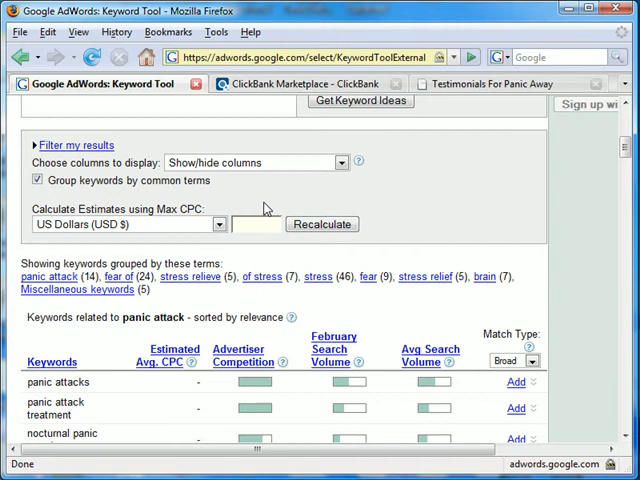 Google AdWords: Keyword Tool - Mozilla Firefox
File Edit View History Bookmarks Tools Help
https://adwords.google.com/select/KeywordToolExternal
Google
Google AdWords: Keyword Tool
ClickBank Marketplace - ClickBank
Testimonials For Panic Away
Get Keyword Ideas
Sign up wi
Filter my results
Choose columns to display: Show/hide columns
Group keywords by common terms
Calculate Estimates using Max CPC:
US Dollars (USD $) Recalculate
Showing keywords grouped by these terms:
panic attack (14), fear of (24), stress relieve (5), of stress (7), stress (46), fear (9), stress relief (5), brain (7),
Miscellaneous keywords (5)
Keywords related to panic attack - sorted by relevance
Keywords
Estimated Avg. CPC
Advertiser Competition
February Search Volume
Avg Search Volume
Match Type:
Broad
panic attacks - Add
panic attack treatment - Add
nocturnal panic - Add
Done adwords.google.com